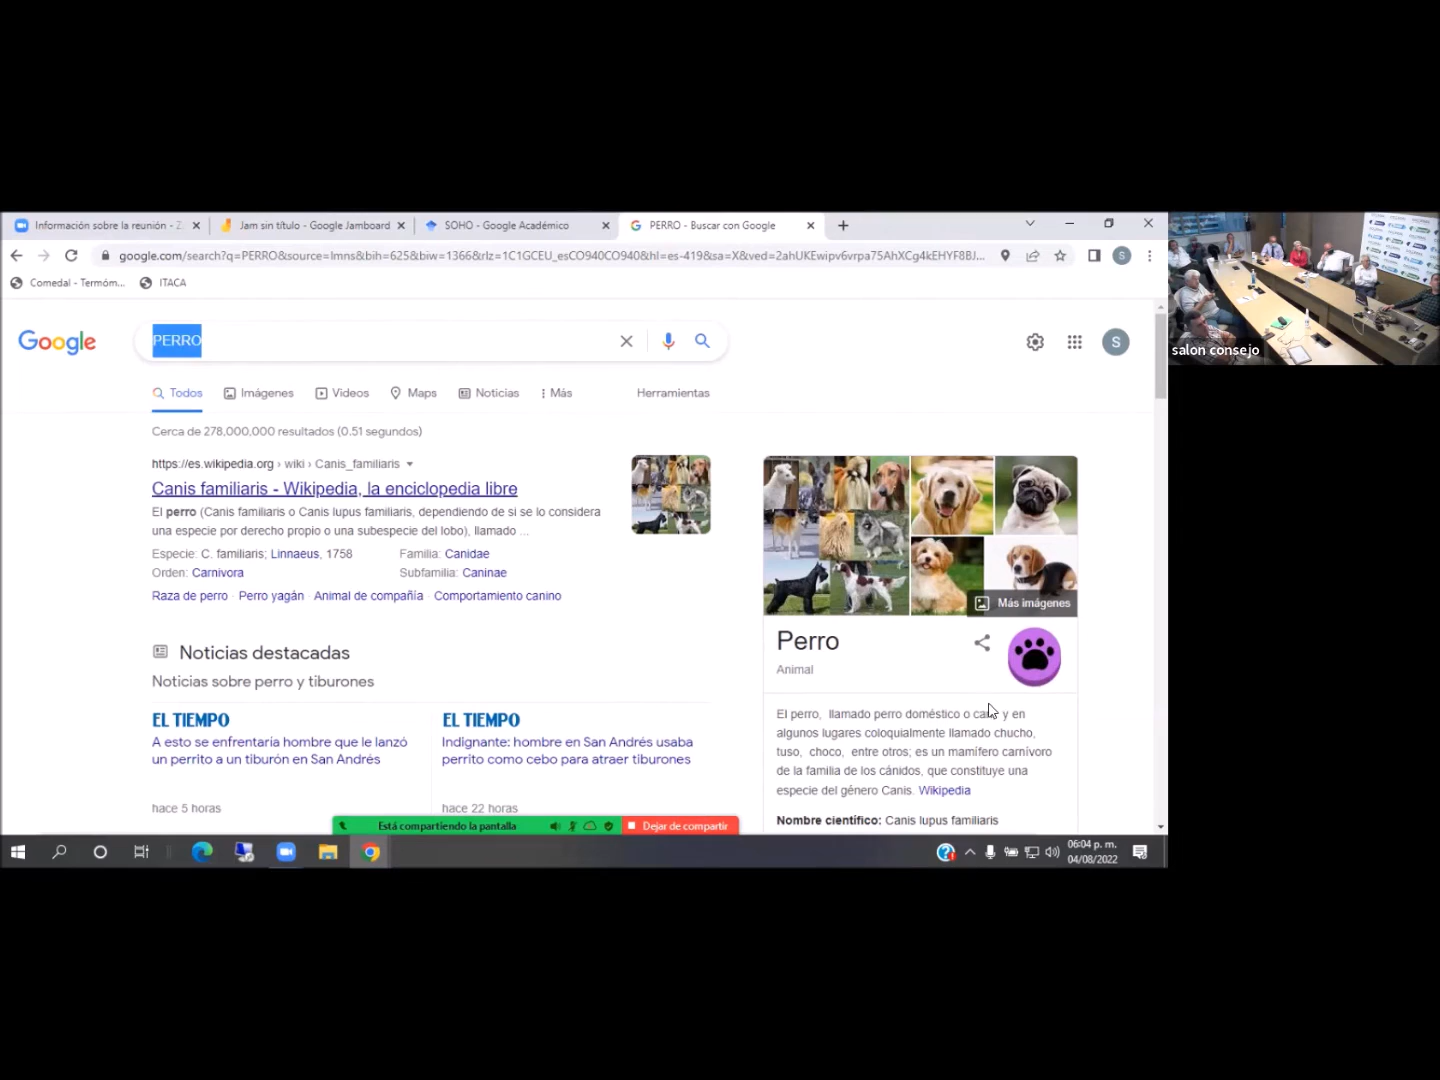 Información sobre la reunión - Z
Jam sin título - Google Jamboard
SOHO - Google Académico
PERRO - Buscar con Google
google.com/search?q=PERRO&source=lmns&bih=625&biw=1366&rlz=1C1GCEU_esCO940CO940&hl=es-419&sa=X&ved=2ahUKEwipv6vrpa75AhXCg4kEHYF8BJ...
S
Comedal - Termóm...
ITACA
Google
PERRO
S
Todos
Imágenes
Videos
Maps
Noticias
Más
Herramientas
Cerca de 278,000,000 resultados (0.51 segundos)
https://es.wikipedia.org › wiki › Canis_familiaris
Canis familiaris - Wikipedia, la enciclopedia libre
El perro (Canis familiaris o Canis lupus familiaris, dependiendo de si se lo considera
una especie por derecho propio o una subespecie del lobo), llamado ...
Especie: C. familiaris; Linnaeus, 1758
Familia: Canidae
Orden: Carnivora
Subfamilia: Caninae
Raza de perro · Perro yagán · Animal de compañía · Comportamiento canino
Noticias destacadas
Noticias sobre perro y tiburones
EL TIEMPO
A esto se enfrentaría hombre que le lanzó
un perrito a un tiburón en San Andrés
hace 5 horas
EL TIEMPO
Indignante: hombre en San Andrés usaba
perrito como cebo para atraer tiburones
hace 22 horas
Más imágenes
Perro
Animal
El perro, llamado perro doméstico o can, y en
algunos lugares coloquialmente llamado chucho,
tuso, choco, entre otros; es un mamífero carnívoro
de la familia de los cánidos, que constituye una
especie del género Canis. Wikipedia
Nombre científico: Canis lupus familiaris
Está compartiendo la pantalla
Dejar de compartir
06:04 p. m.
04/08/2022
salon consejo